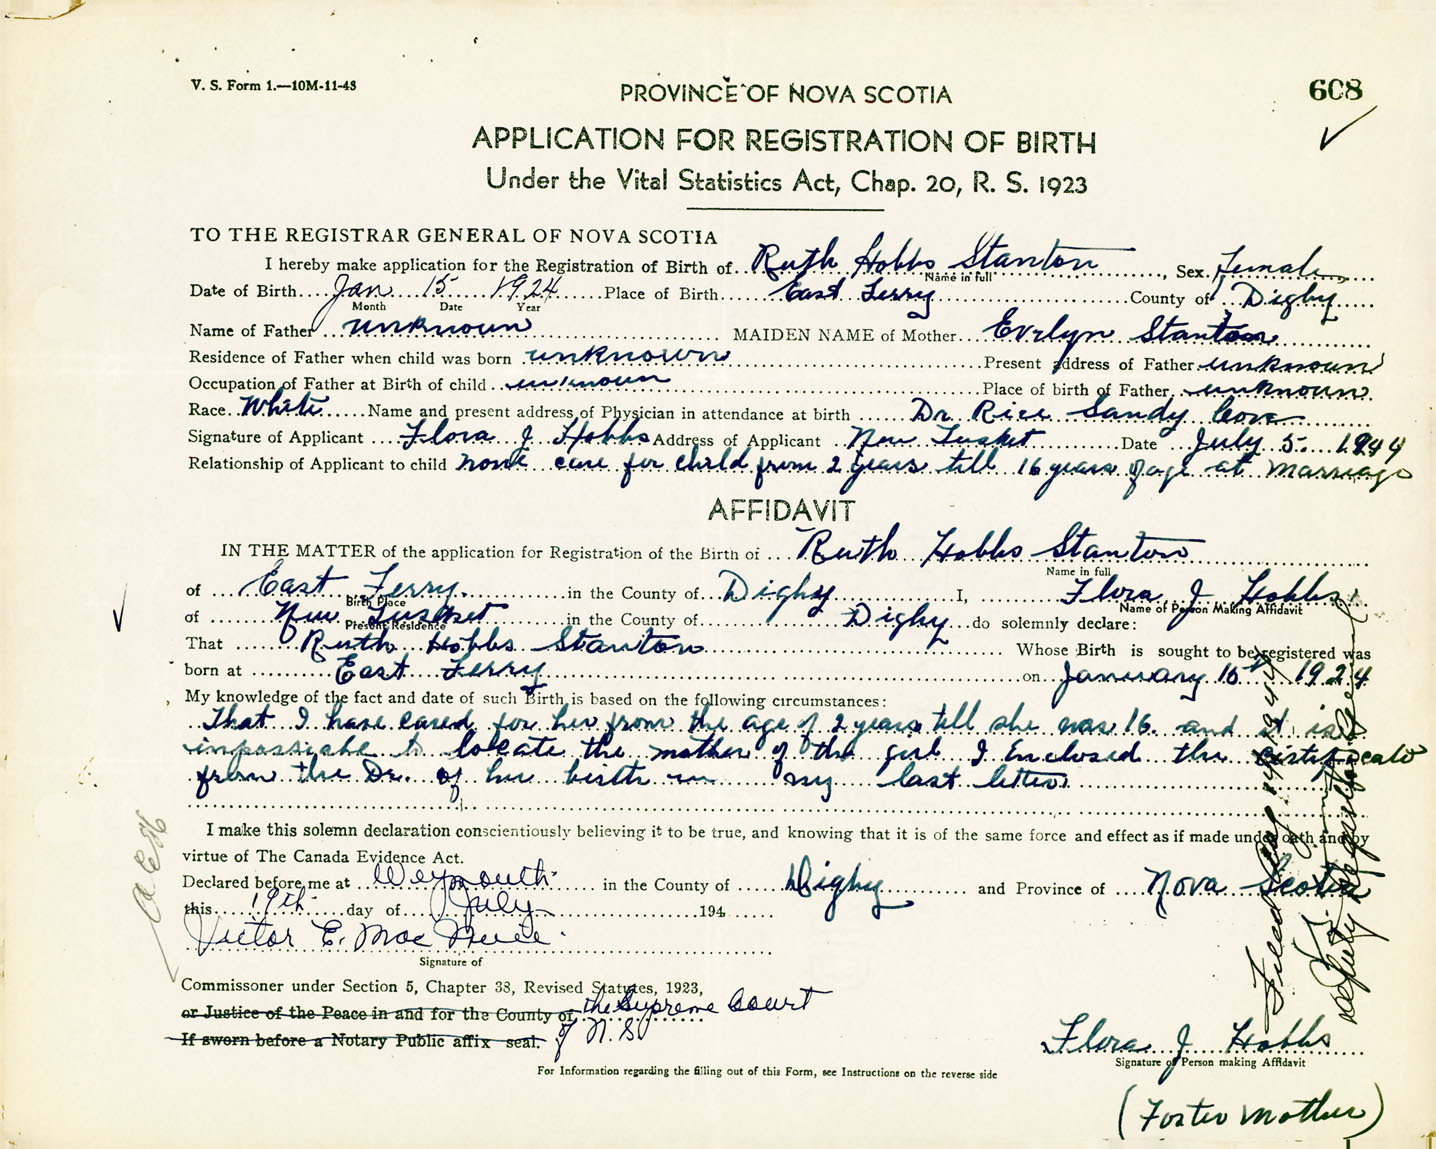 V. S. Form 1.—10M-11-43
608
PROVINCE OF NOVA SCOTIA
APPLICATION FOR REGISTRATION OF BIRTH
Under the Vital Statistics Act, Chap. 20, R. S. 1923
TO THE REGISTRAR GENERAL OF NOVA SCOTIA
I hereby make application for the Registration of Birth of.. Ruth Hobbs Stanton, Sex. female
Name in full
Date of Birth.... Jan 15 1924 Place of Birth East Ferry County of Digby
Month Date Year
Name of Father unknown MAIDEN NAME of Mother Evelyn Stanton
Residence of Father when child was born unknown Present address of Father unknown
Occupation of Father at Birth of child unknown Place of birth of Father unknown
Race White Name and present address of Physician in attendance at birth Dr Rice Sandy Cove
Signature of Applicant Flora J Hobbs Address of Applicant New Tusket Date July 5 1944
Relationship of Applicant to child none care for child from 2 years till 16 years of age at marriage
AFFIDAVIT
IN THE MATTER of the application for Registration of the Birth of Ruth Hobbs Stanton
Name in full
of East Ferry in the County of Digby I, Flora J Hobbs
Birth Place Name of Person Making Affidavit
of New Tusket in the County of Digby do solemnly declare:
Present Residence
That Ruth Hobbs Stanton Whose Birth is sought to be registered was
born at East Ferry on January 15th 1924
My knowledge of the fact and date of such Birth is based on the following circumstances:
That I have cared for her from the age of 2 years till she was 16. and it is
impossible to locate the mother of the girl I Enclosed the certificate
from the Dr. of her birth in my last letter
I make this solemn declaration conscientiously believing it to be true, and knowing that it is of the same force and effect as if made under oath and by
virtue of The Canada Evidence Act.
Declared before me at Weymouth in the County of Digby and Province of Nova Scotia
this 19th day of July 194
Victor E. MacNeill
Signature of
Commissoner under Section 5, Chapter 38, Revised Statutes, 1923,
or Justice of the Peace in and for the County of the Supreme Court
If sworn before a Notary Public affix seal. of N.S.
Flora J Hobbs
Signature of Person making Affidavit
For Information regarding the filling out of this Form, see Instructions on the reverse side
(Foster Mother)
Filed
Deputy Registrar General